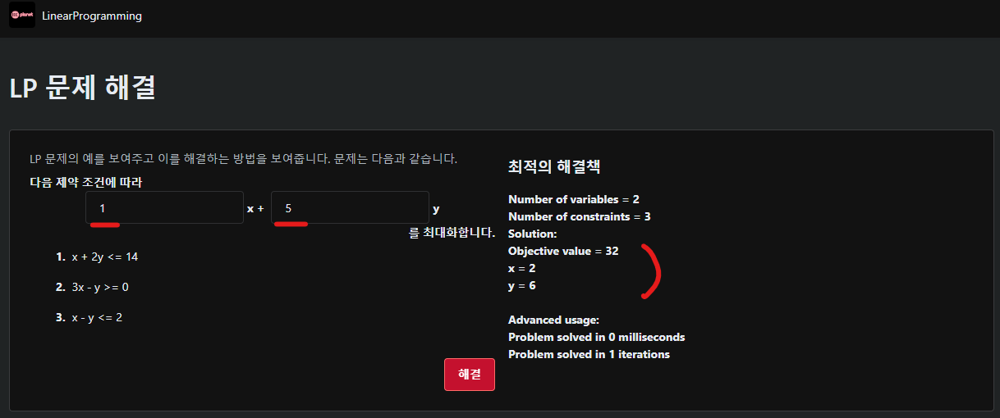 planet LinearProgramming
LP 문제 해결
LP 문제의 예를 보여주고 이를 해결하는 방법을 보여줍니다. 문제는 다음과 같습니다.
다음 제약 조건에 따라
1 x + 5 y
를 최대화합니다.
1. x + 2y <= 14
2. 3x - y >= 0
3. x - y <= 2
해결
최적의 해결책
Number of variables = 2
Number of constraints = 3
Solution:
Objective value = 32
x = 2
y = 6
Advanced usage:
Problem solved in 0 milliseconds
Problem solved in 1 iterations